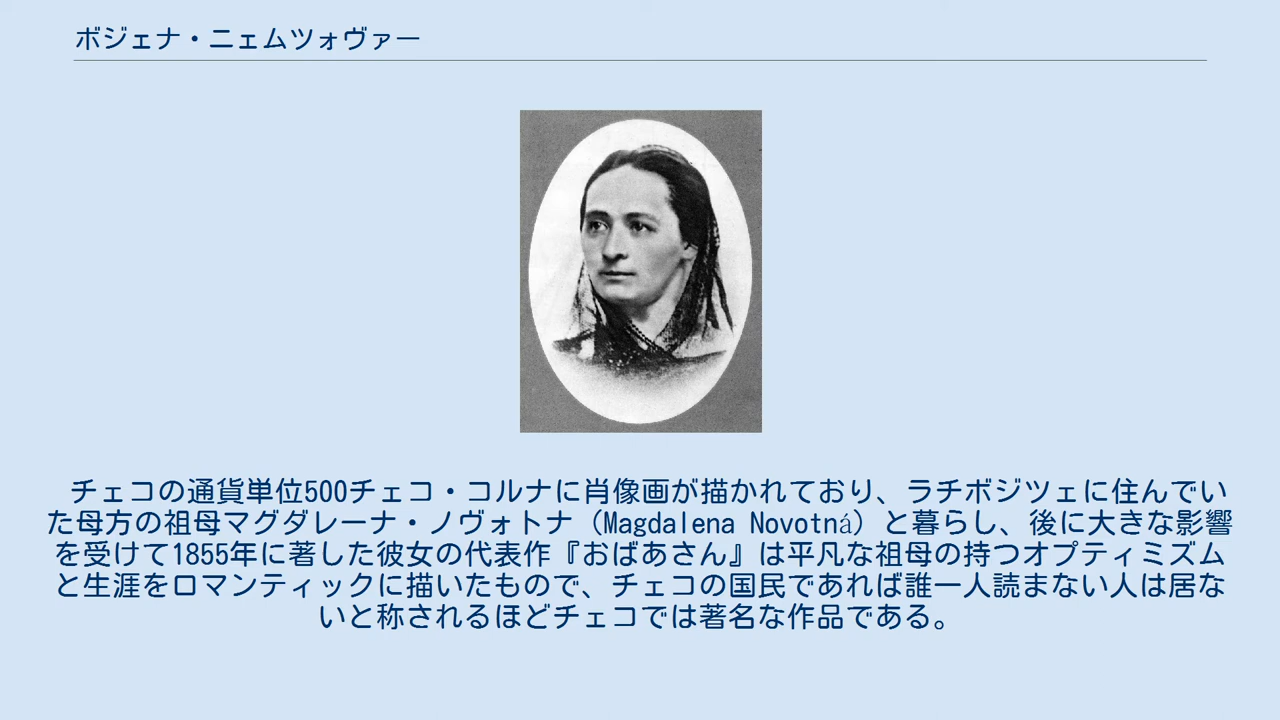 ボジェナ・ニェムツォヴァー
チェコの通貨単位500チェコ・コルナに肖像画が描かれており、ラチボジツェに住んでい
た母方の祖母マグダレーナ・ノヴォトナ（Magdalena Novotná）と暮らし、後に大きな影響
を受けて1855年に著した彼女の代表作『おばあさん』は平凡な祖母の持つオプティミズム
と生涯をロマンティックに描いたもので、チェコの国民であれば誰一人読まない人は居な
いと称されるほどチェコでは著名な作品である。